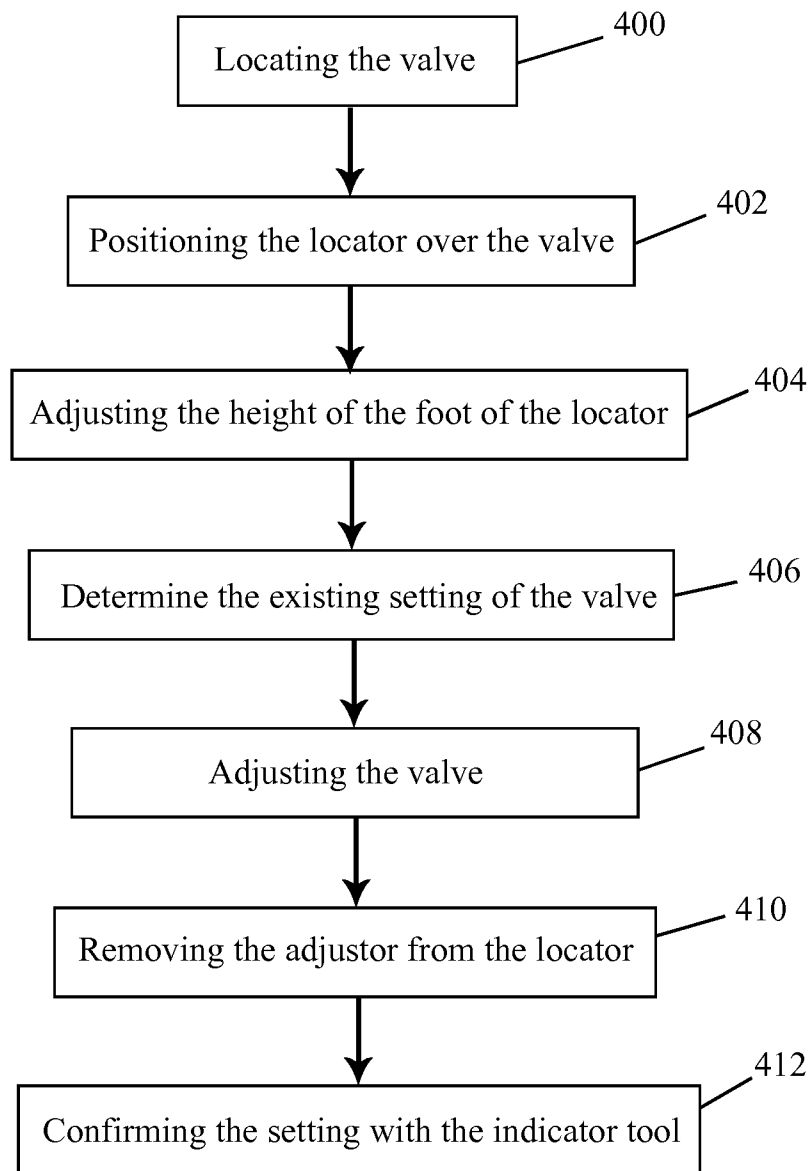 Locating the valve
400
Positioning the locator over the valve
402
Adjusting the height of the foot of the locator
404
Determine the existing setting of the valve
406
Adjusting the valve
408
Removing the adjustor from the locator
410
Confirming the setting with the indicator tool
412